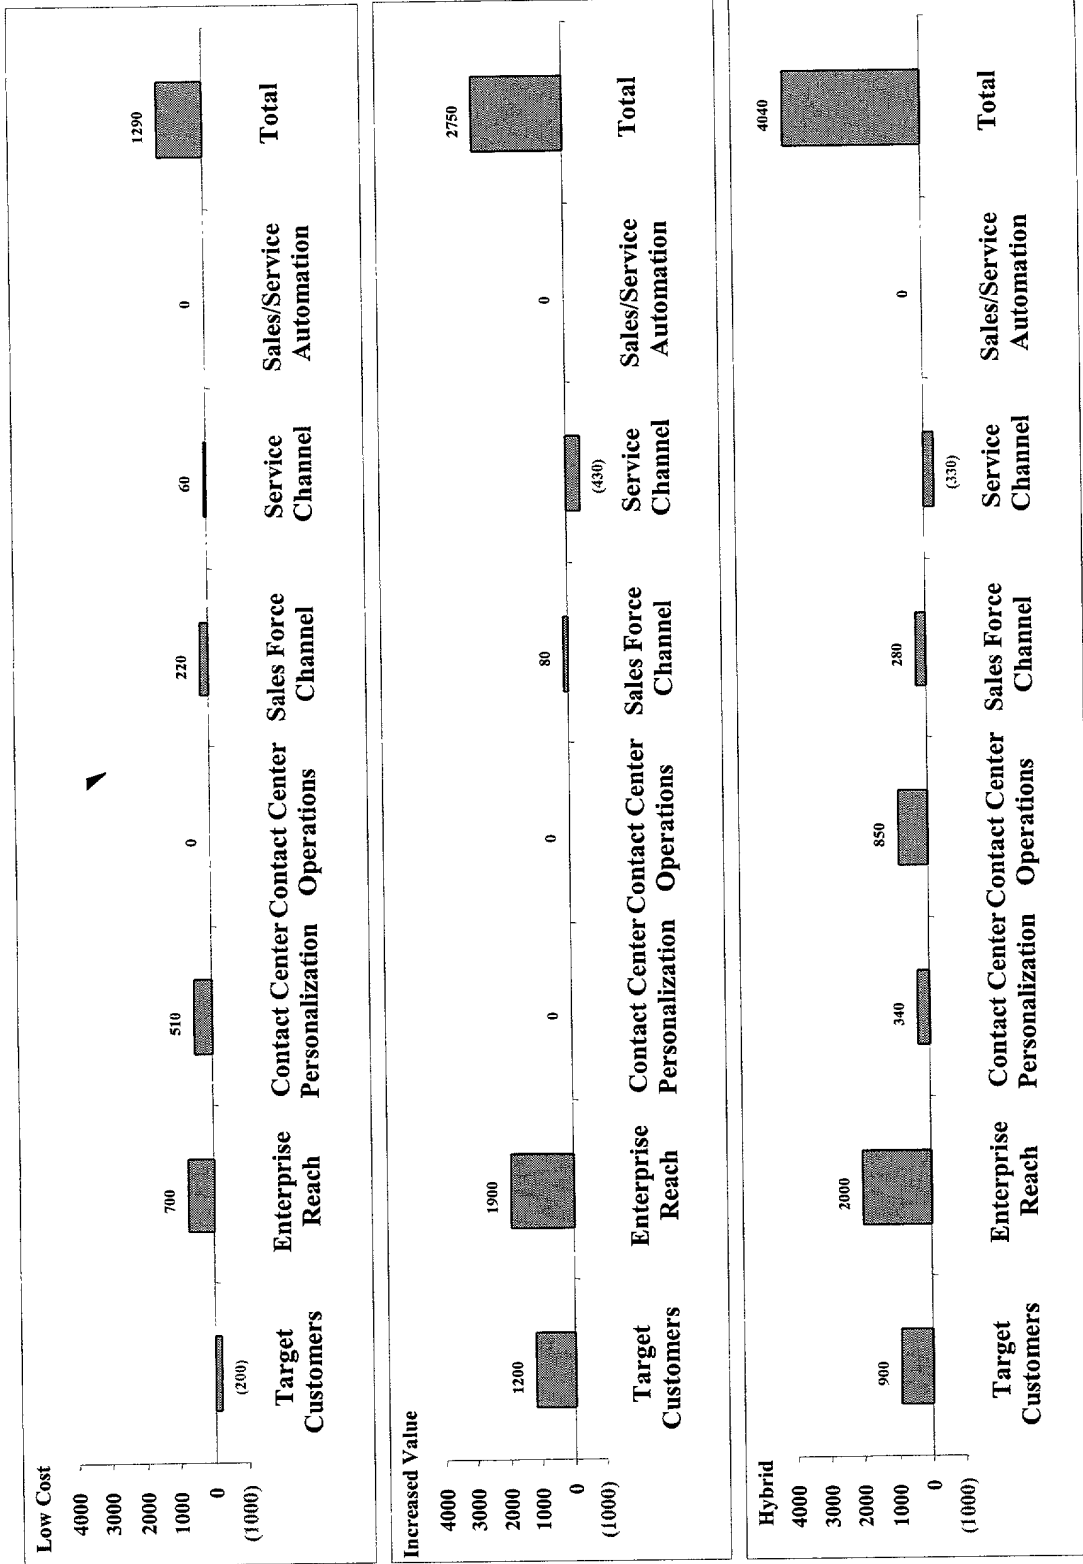 Low Cost
4000
3000
2000
1000
0
(1000)
(200)
700
510
0
220
60
0
1290
Target
Customers
Enterprise
Reach
Contact Center
Personalization
Contact Center
Operations
Sales Force
Channel
Service
Channel
Sales/Service
Automation
Total
Increased Value
4000
3000
2000
1000
0
(1000)
1200
1900
0
0
80
(430)
0
2750
Target
Customers
Enterprise
Reach
Contact Center
Personalization
Contact Center
Operations
Sales Force
Channel
Service
Channel
Sales/Service
Automation
Total
Hybrid
4000
3000
2000
1000
0
(1000)
900
2000
340
850
280
(330)
0
4040
Target
Customers
Enterprise
Reach
Contact Center
Personalization
Contact Center
Operations
Sales Force
Channel
Service
Channel
Sales/Service
Automation
Total